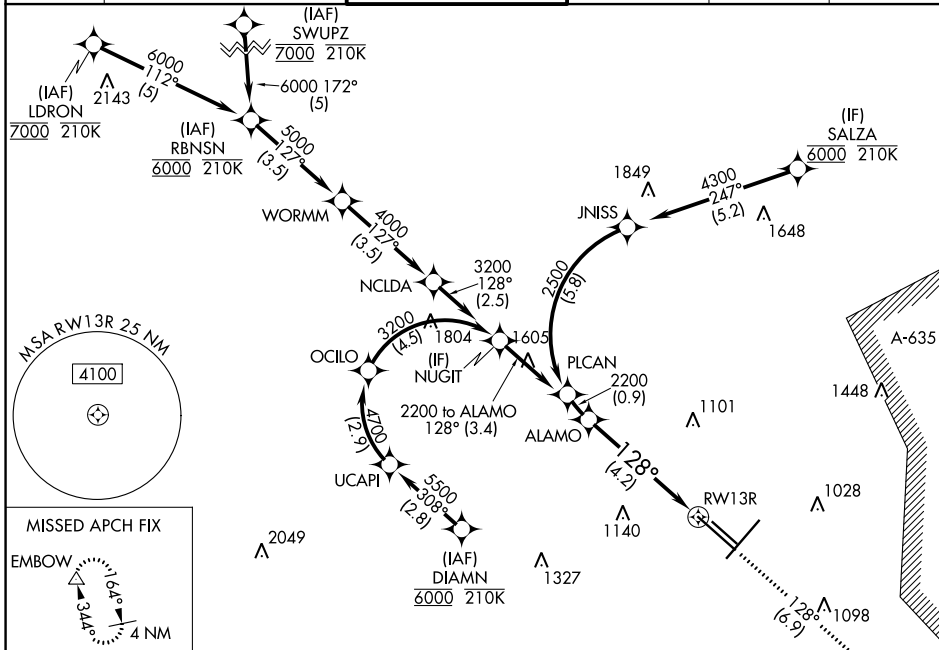 (IAF)
SWUPZ
7000 210K
6000
112°
(5)
(IAF)
LDRON
7000 210K
2143
6000 172°
(5)
(IAF)
RBNSN
6000 210K
5000
127°
(3.5)
(IF)
SALZA
6000 210K
1849
4300
247°
(5.2)
1648
WORMM
JNISS
4000
127°
(3.5)
NCLDA
3200
128°
(2.5)
2500
(5.8)
MSA RW13R 25 NM
4100
3200
(4.5)
1804
1605
OCILO
(IF)
NUGIT
PLCAN
2200
(0.9)
A-635
1448
2200 to ALAMO
128° (3.4)
ALAMO
1101
4700
(2.9)
128°
(4.2)
UCAPI
5500
308°
(2.8)
RW13R
1028
1140
MISSED APCH FIX
EMBOW
164°
344°
4 NM
2049
(IAF)
DIAMN
6000 210K
1327
128°
(6.9)
1098